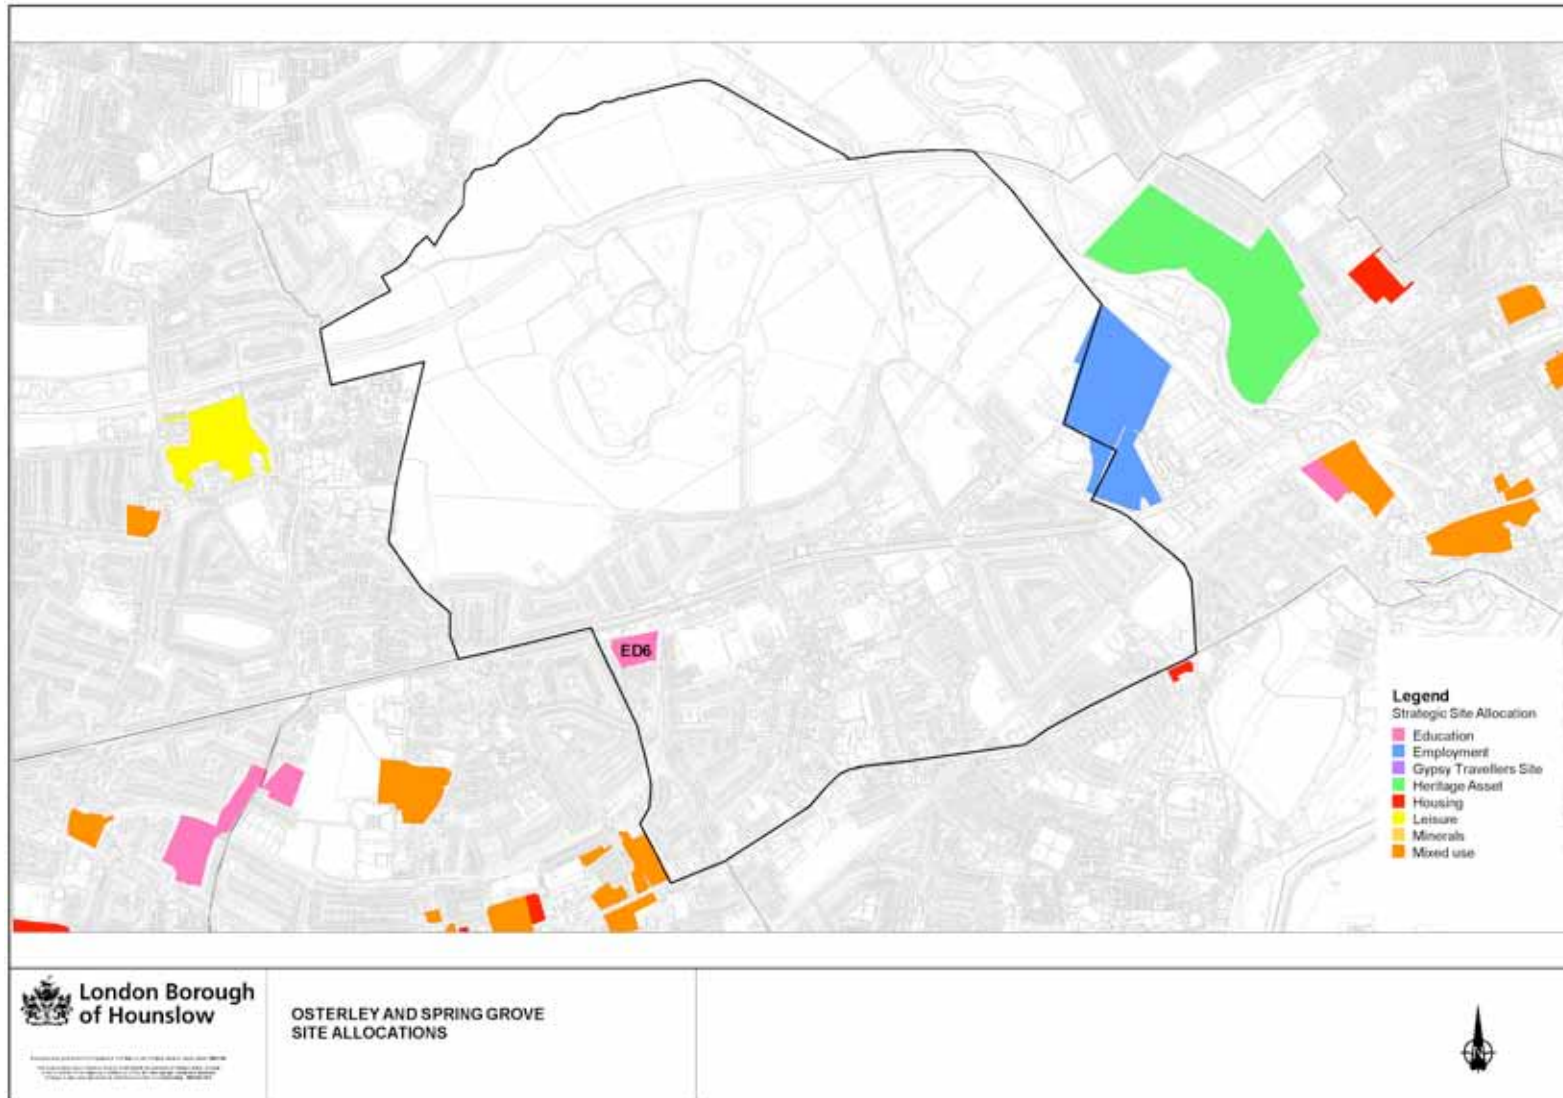 ED6
Legend
Strategic Site Allocation
Education
Employment
Gypsy Travellers Site
Heritage Asset
Housing
Leisure
Minerals
Mixed use
London Borough
of Hounslow
OSTERLEY AND SPRING GROVE
SITE ALLOCATIONS
N